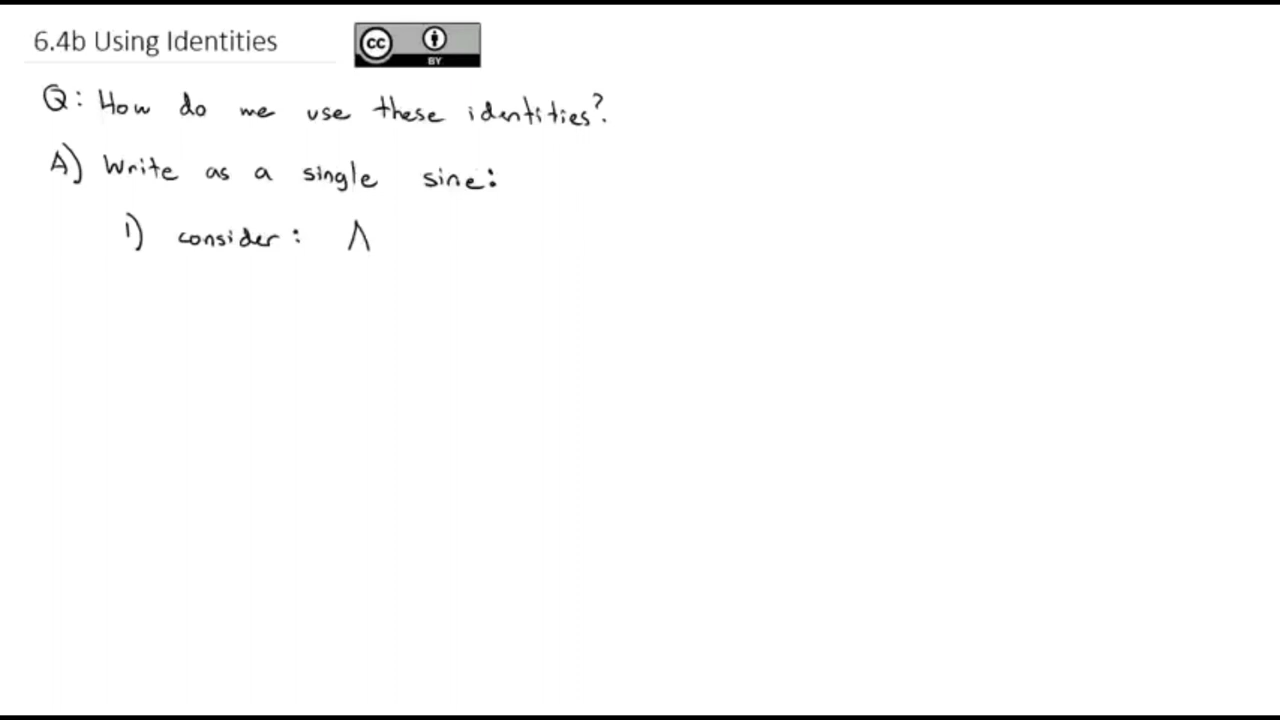 6.4b Using Identities
cc BY
Q: How do we use these identities?
A) Write as a single sine:
1) consider: